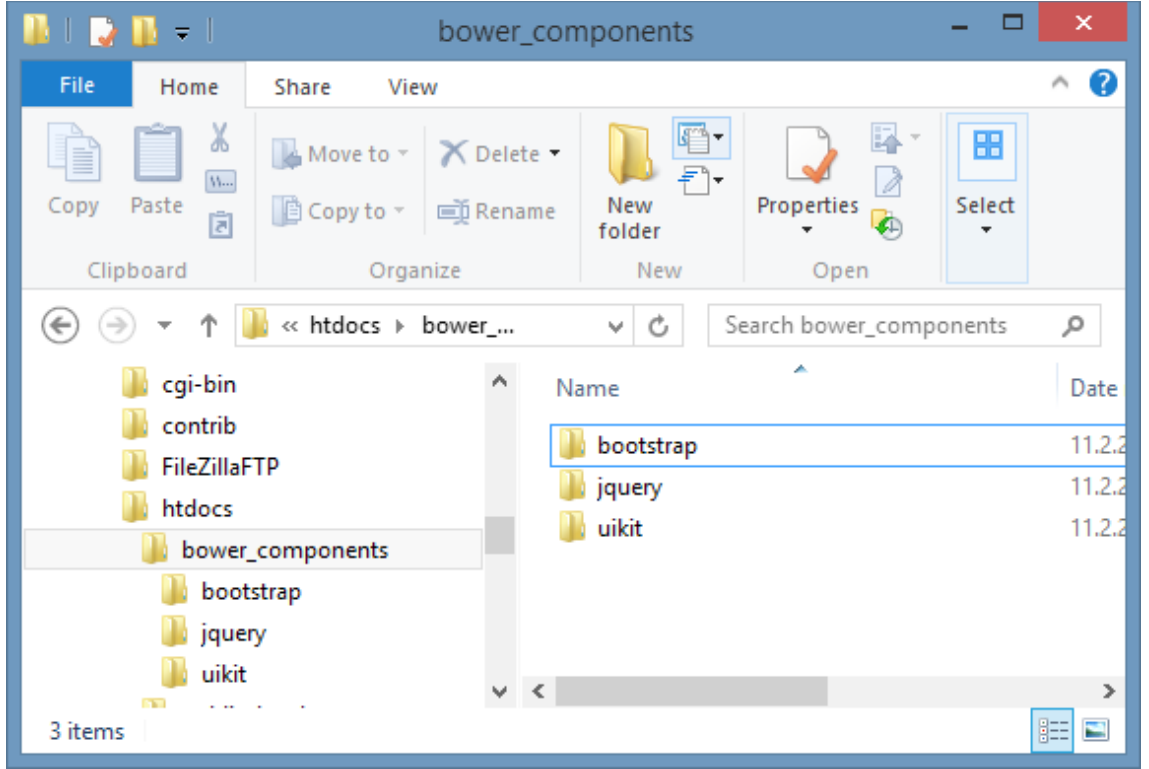 bower_components
File Home Share View
Copy Paste Move to Copy to Delete Rename New folder Properties Select
Clipboard Organize New Open
« htdocs bower_... Search bower_components
cgi-bin
contrib
FileZillaFTP
htdocs
bower_components
bootstrap
jquery
uikit
Name Date
bootstrap 11.2.2
jquery 11.2.2
uikit 11.2.2
3 items